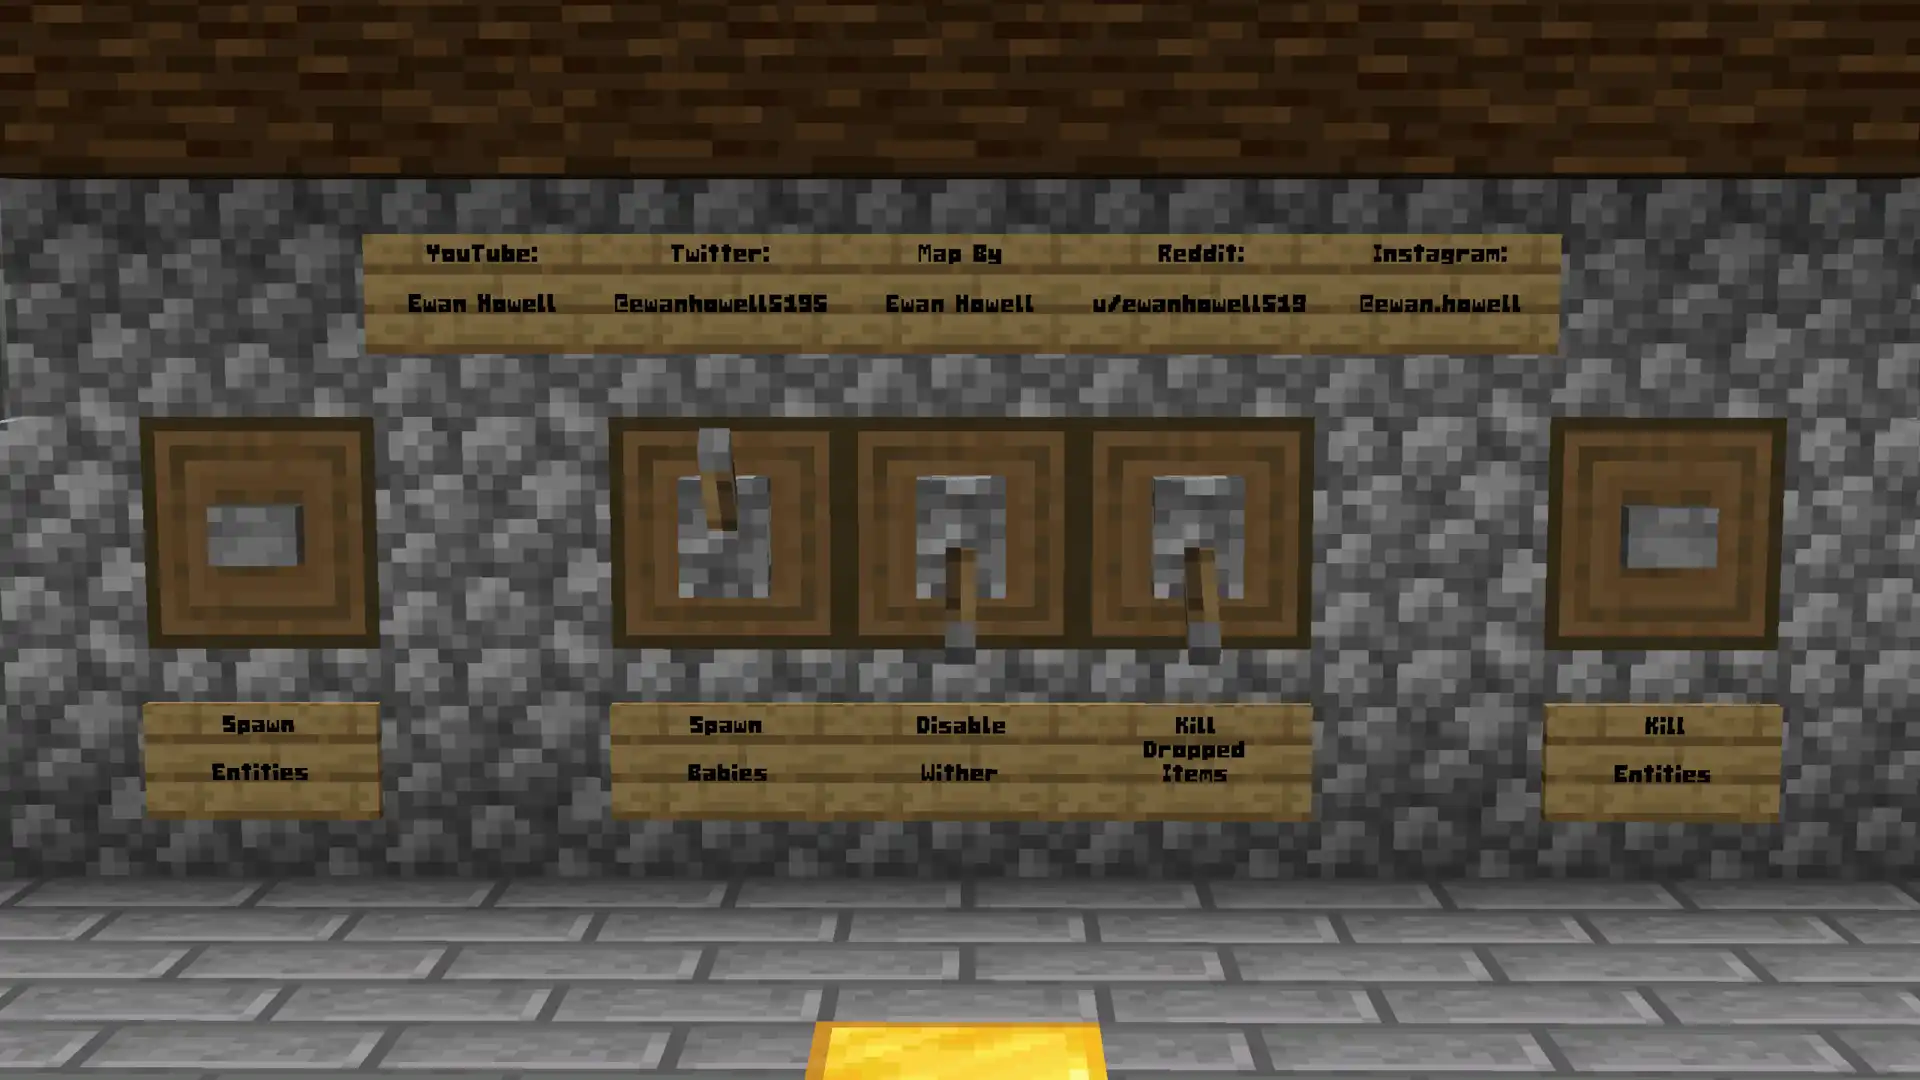 YouTube:
Ewan Howell
Twitter:
@ewanhowell5195
Map By
Ewan Howell
Reddit:
u/ewanhowell519
Instagram:
@ewan.howell
Spawn
Entities
Spawn
Babies
Disable
Wither
Kill
Dropped
Items
Kill
Entities